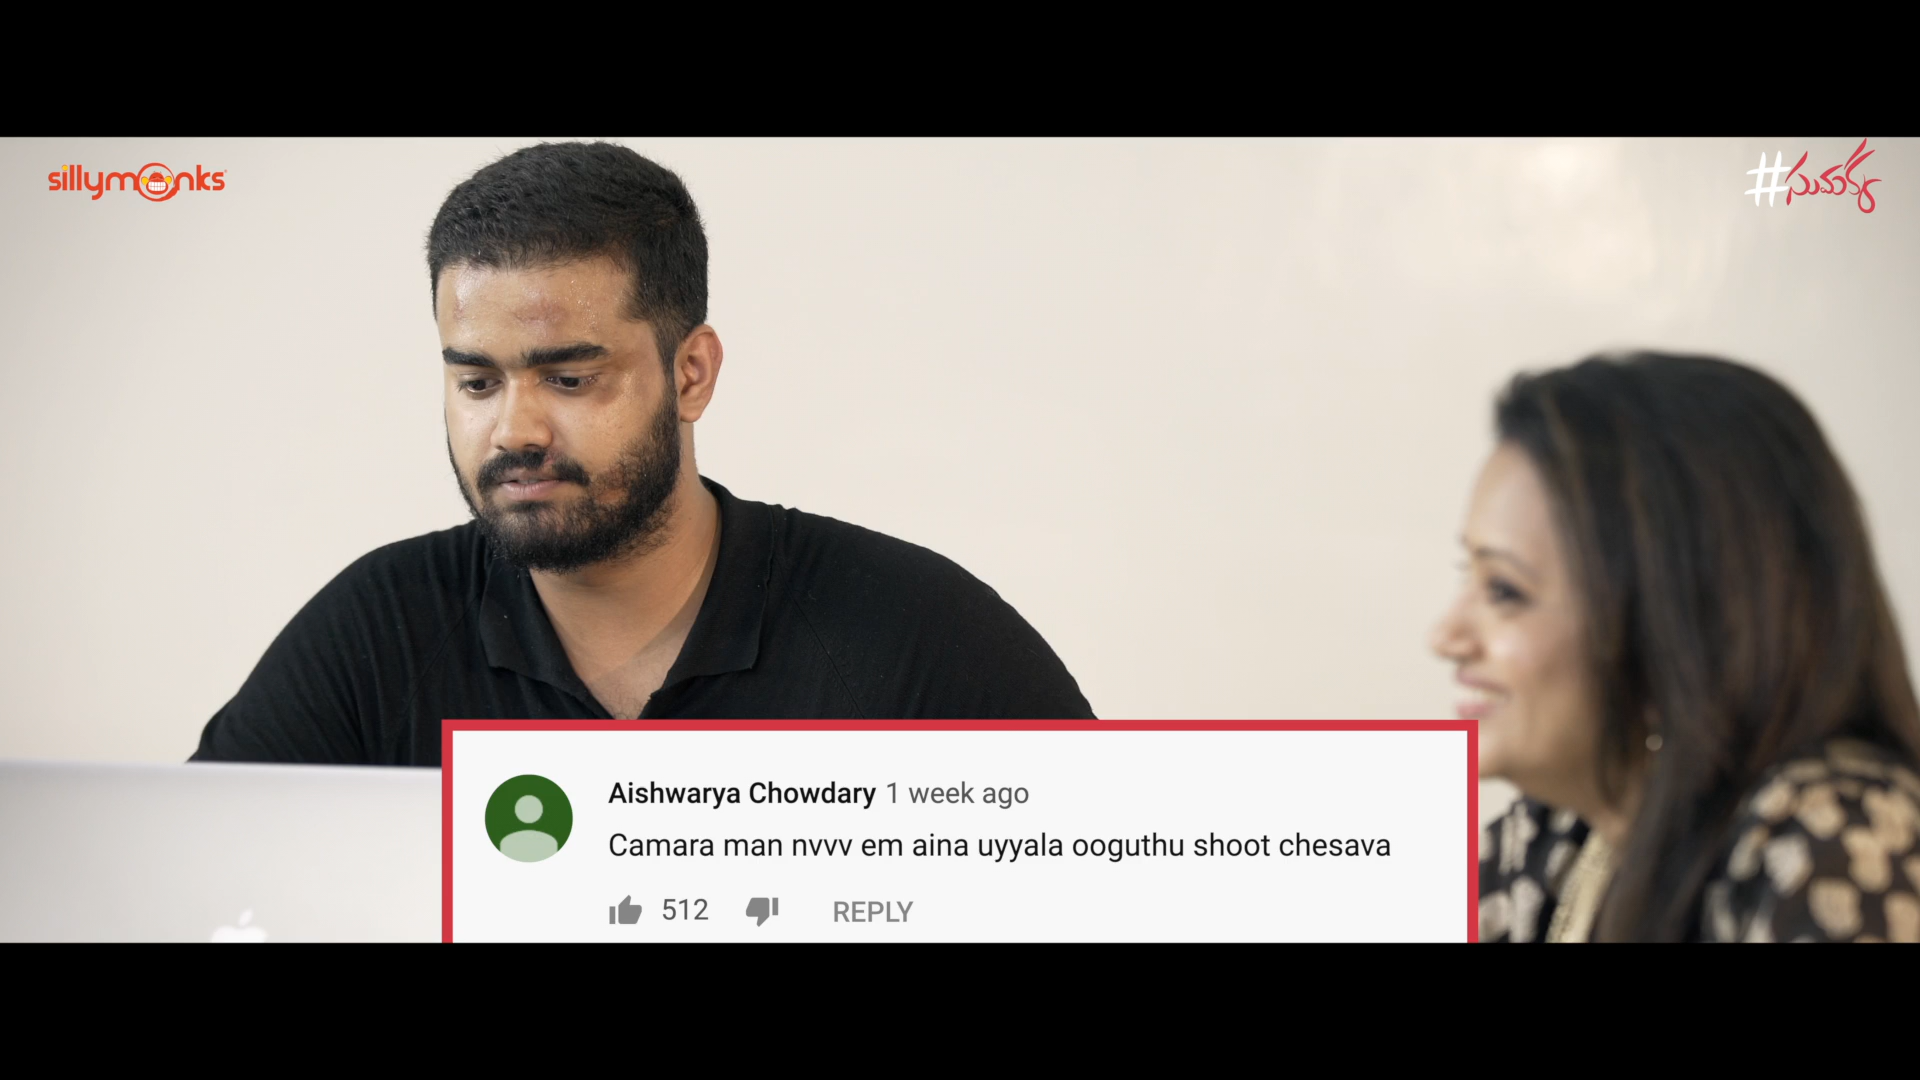 sillymonks
#సుమక్క
Aishwarya Chowdary 1 week ago
Camara man nvvv em aina uyyala ooguthu shoot chesava
512 REPLY